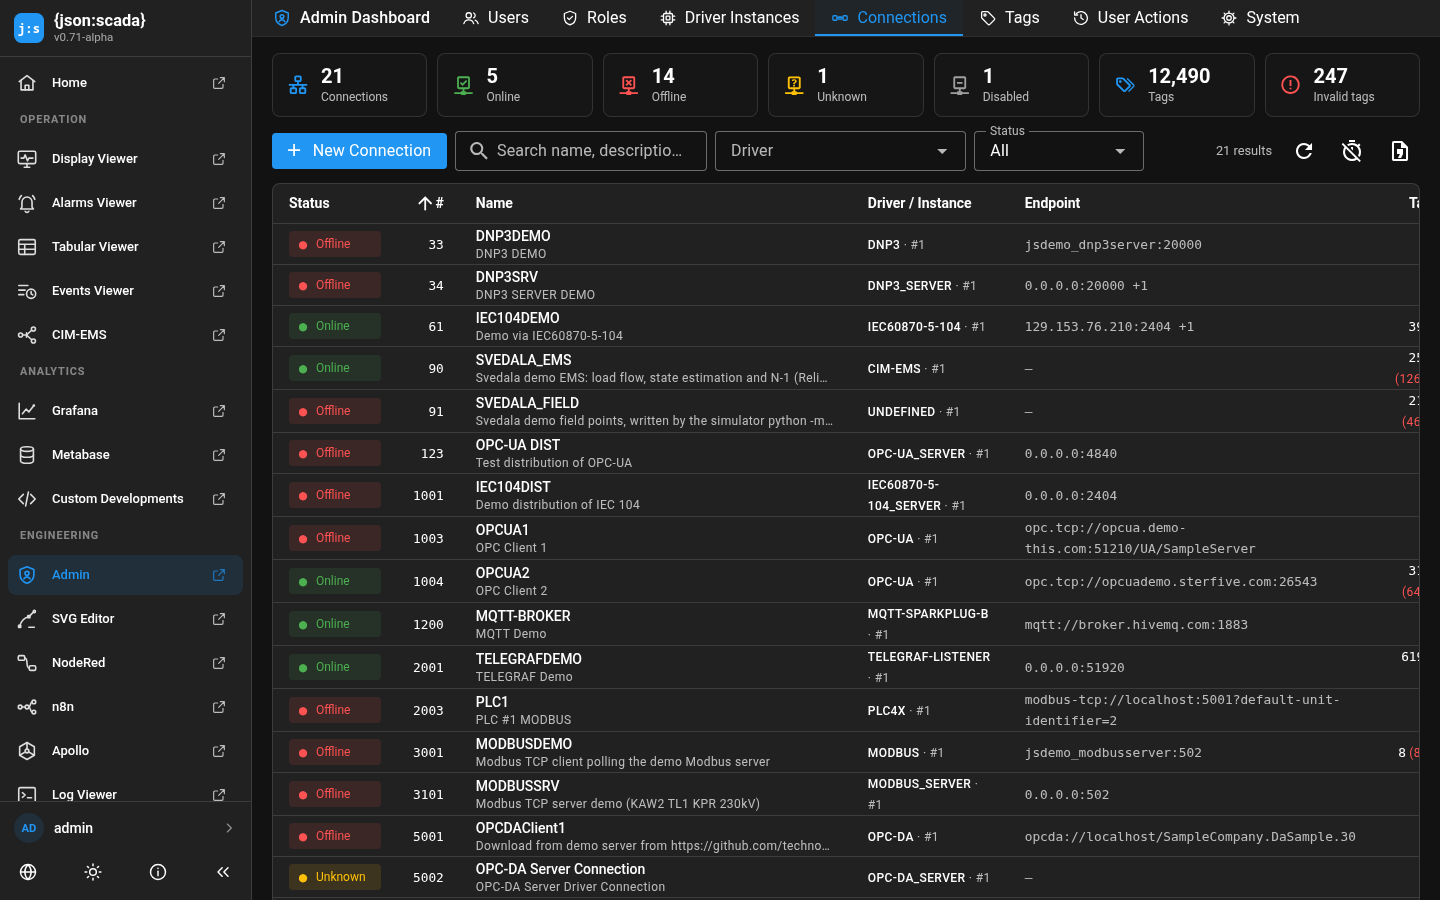 j:s
{json:scada}
v0.71-alpha
Home
OPERATION
Display Viewer
Alarms Viewer
Tabular Viewer
Events Viewer
CIM-EMS
ANALYTICS
Grafana
Metabase
Custom Developments
ENGINEERING
Admin
SVG Editor
NodeRed
n8n
Apollo
Log Viewer
AD admin
Admin Dashboard Users Roles Driver Instances Connections Tags User Actions System
21 Connections
5 Online
14 Offline
1 Unknown
1 Disabled
12,490 Tags
247 Invalid tags
+ New Connection Search name, descriptio... Driver Status All 21 results
Status # Name Driver / Instance Endpoint
Offline 33 DNP3DEMO DNP3 · #1 jsdemo_dnp3server:20000
DNP3 DEMO
Offline 34 DNP3SRV DNP3_SERVER · #1 0.0.0.0:20000 +1
DNP3 SERVER DEMO
Online 61 IEC104DEMO IEC60870-5-104 · #1 129.153.76.210:2404 +1
Demo via IEC60870-5-104
Online 90 SVEDALA_EMS CIM-EMS · #1 —
Svedala demo EMS: load flow, state estimation and N-1 (Reli...
Offline 91 SVEDALA_FIELD UNDEFINED · #1 —
Svedala demo field points, written by the simulator python -m...
Offline 123 OPC-UA DIST OPC-UA_SERVER · #1 0.0.0.0:4840
Test distribution of OPC-UA
Offline 1001 IEC104DIST IEC60870-5-104_SERVER · #1 0.0.0.0:2404
Demo distribution of IEC 104
Offline 1003 OPCUA1 OPC-UA · #1 opc.tcp://opcua.demo-this.com:51210/UA/SampleServer
OPC Client 1
Online 1004 OPCUA2 OPC-UA · #1 opc.tcp://opcuademo.sterfive.com:26543
OPC Client 2
Online 1200 MQTT-BROKER MQTT-SPARKPLUG-B · #1 mqtt://broker.hivemq.com:1883
MQTT Demo
Online 2001 TELEGRAFDEMO TELEGRAF-LISTENER · #1 0.0.0.0:51920
TELEGRAF Demo
Offline 2003 PLC1 PLC4X · #1 modbus-tcp://localhost:5001?default-unit-identifier=2
PLC #1 MODBUS
Offline 3001 MODBUSDEMO MODBUS · #1 jsdemo_modbusserver:502 8
Modbus TCP client polling the demo Modbus server
Offline 3101 MODBUSSRV MODBUS_SERVER · #1 0.0.0.0:502
Modbus TCP server demo (KAW2 TL1 KPR 230kV)
Offline 5001 OPCDAClient1 OPC-DA · #1 opcda://localhost/SampleCompany.DaSample.30
Download from demo server from https://github.com/techno...
Unknown 5002 OPC-DA Server Connection OPC-DA_SERVER · #1 —
OPC-DA Server Driver Connection